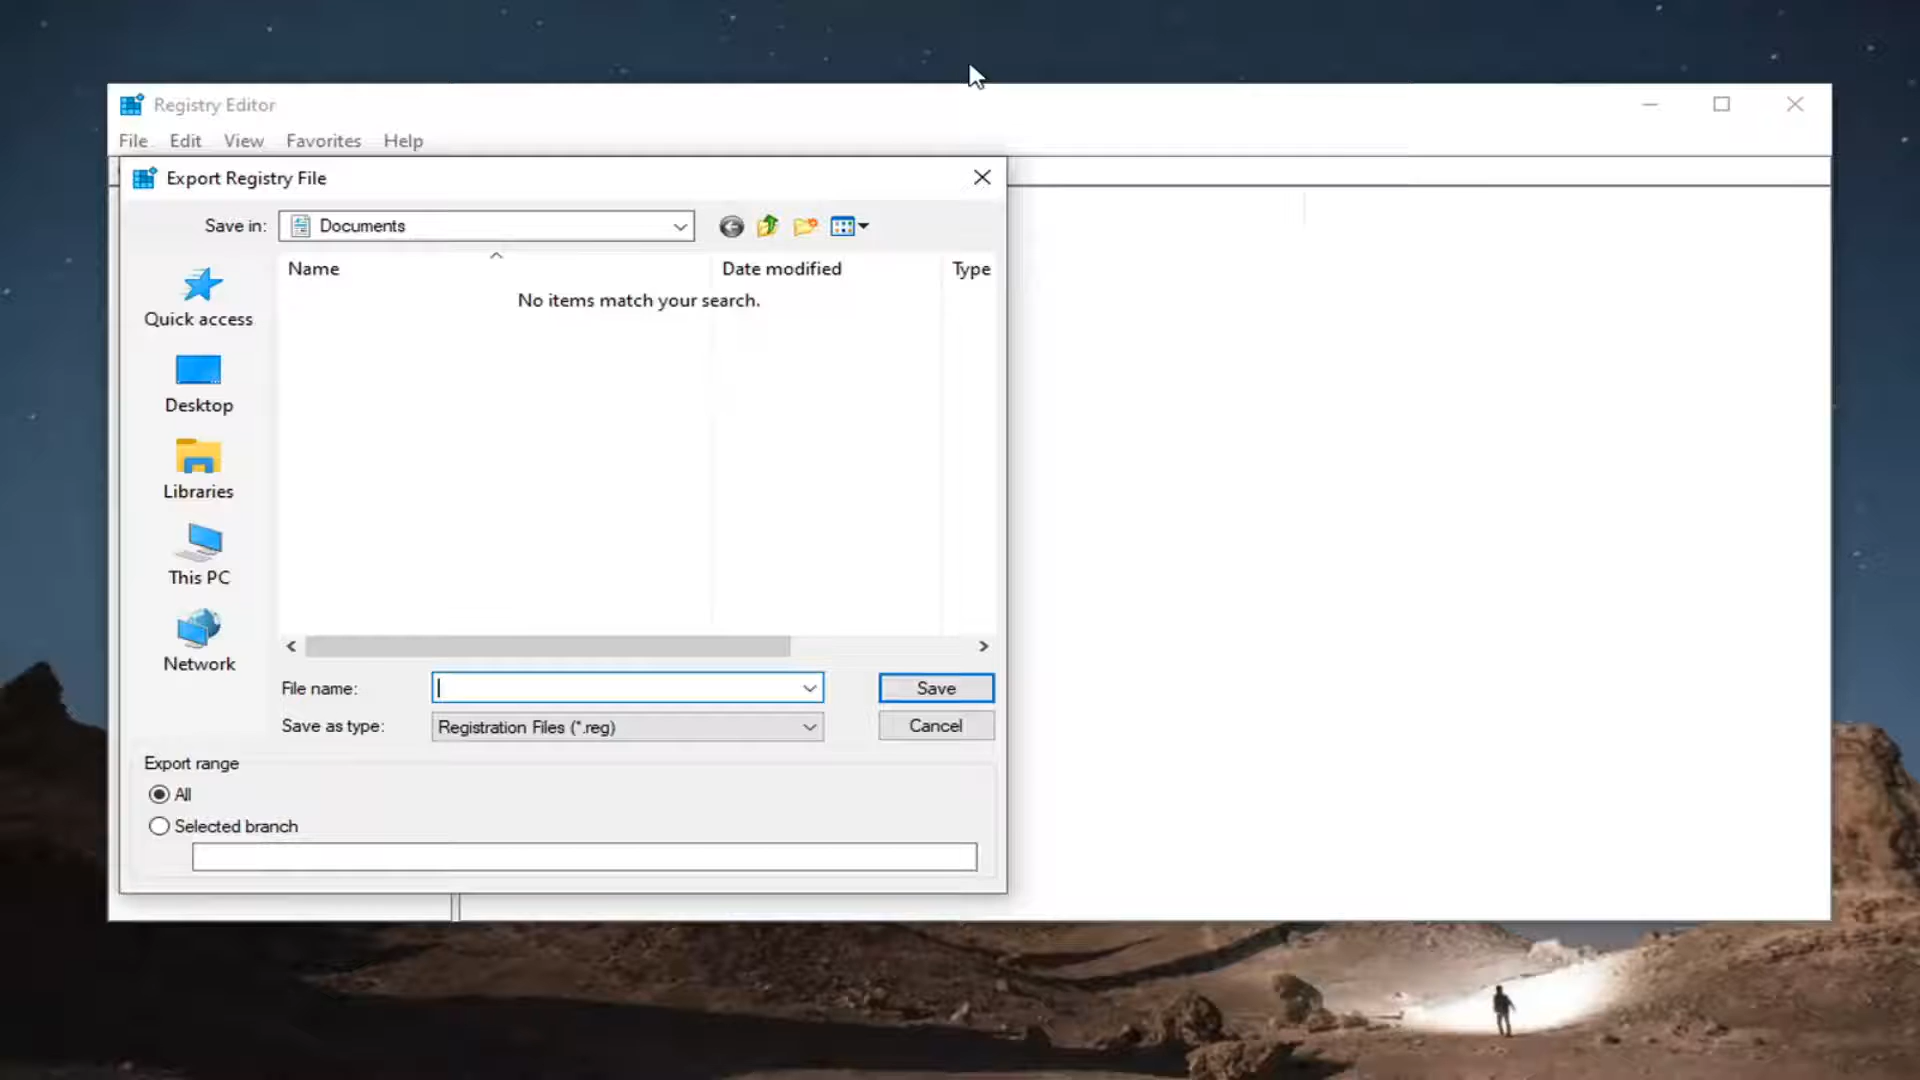 Registry Editor
File Edit View Favorites Help
Export Registry File
Save in: Documents
Name Date modified Type
No items match your search.
Quick access
Desktop
Libraries
This PC
Network
File name: Save
Save as type: Registration Files (*.reg) Cancel
Export range
All
Selected branch